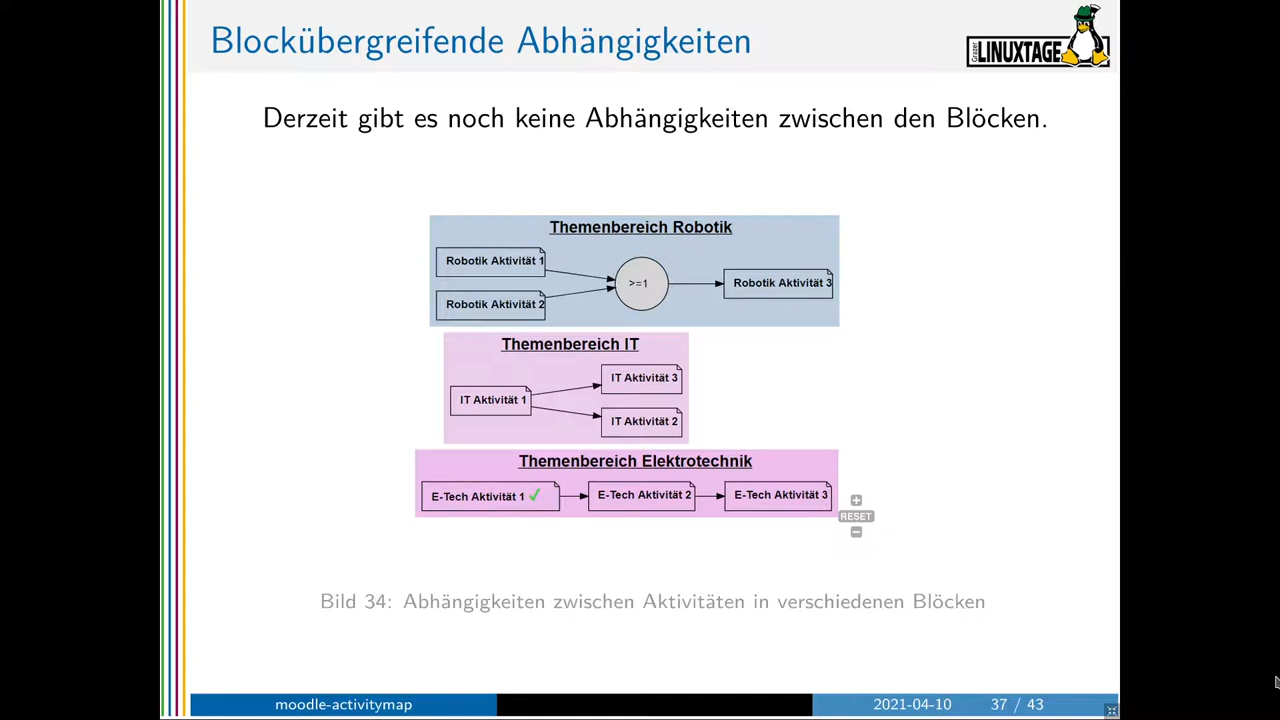 Blockübergreifende Abhängigkeiten
Grazer
LINUXTAGE
Derzeit gibt es noch keine Abhängigkeiten zwischen den Blöcken.
Themenbereich Robotik
Robotik Aktivität 1
Robotik Aktivität 2
>=1
Robotik Aktivität 3
Themenbereich IT
IT Aktivität 1
IT Aktivität 3
IT Aktivität 2
Themenbereich Elektrotechnik
E-Tech Aktivität 1 ✓
E-Tech Aktivität 2
E-Tech Aktivität 3
+
RESET
−
Bild 34: Abhängigkeiten zwischen Aktivitäten in verschiedenen Blöcken
moodle-activitymap
2021-04-10
37 / 43